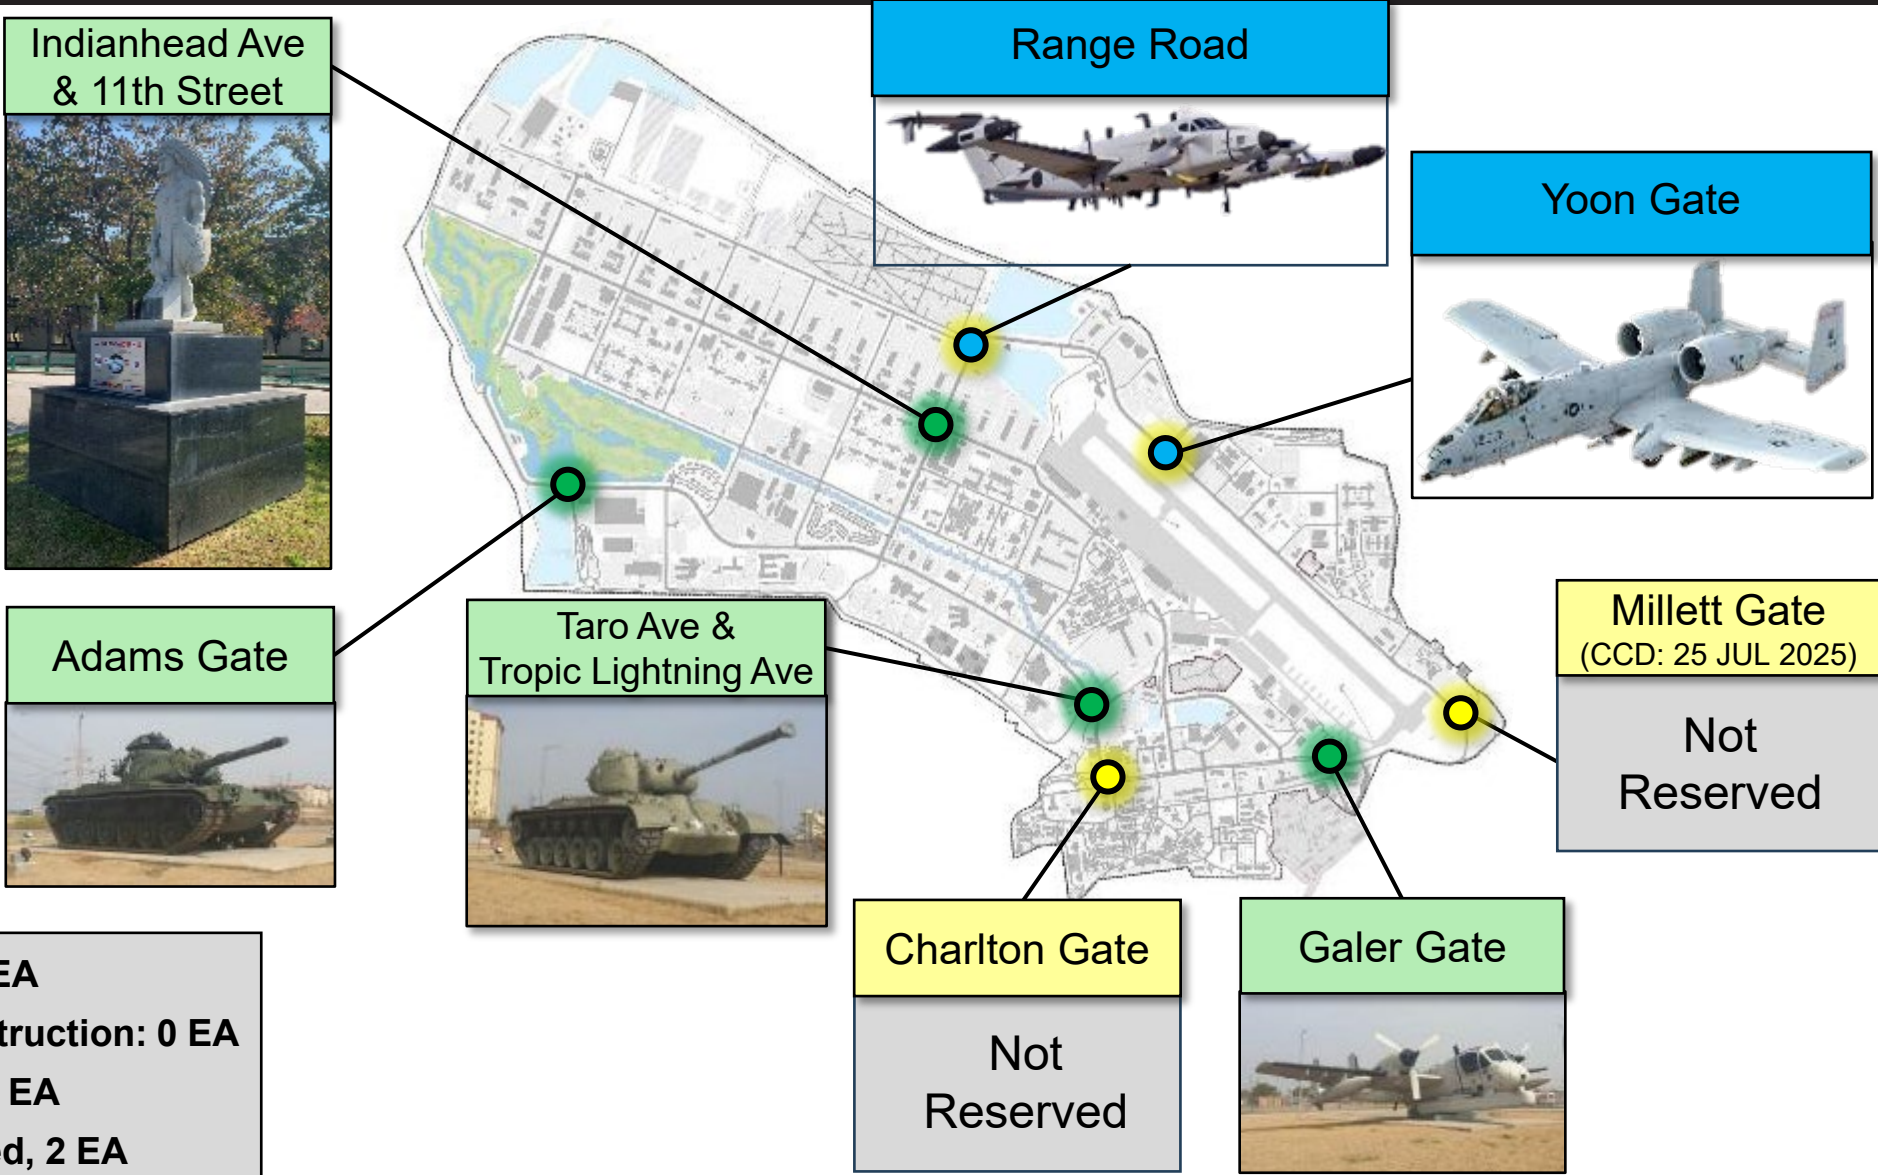 Indianhead Ave
& 11th Street
Range Road
Yoon Gate
Adams Gate
Taro Ave &
Tropic Lightning Ave
Millett Gate
(CCD: 25 JUL 2025)
Not
Reserved
Charlton Gate
Not
Reserved
Galer Gate
EA
truction: 0 EA
EA
ed, 2 EA